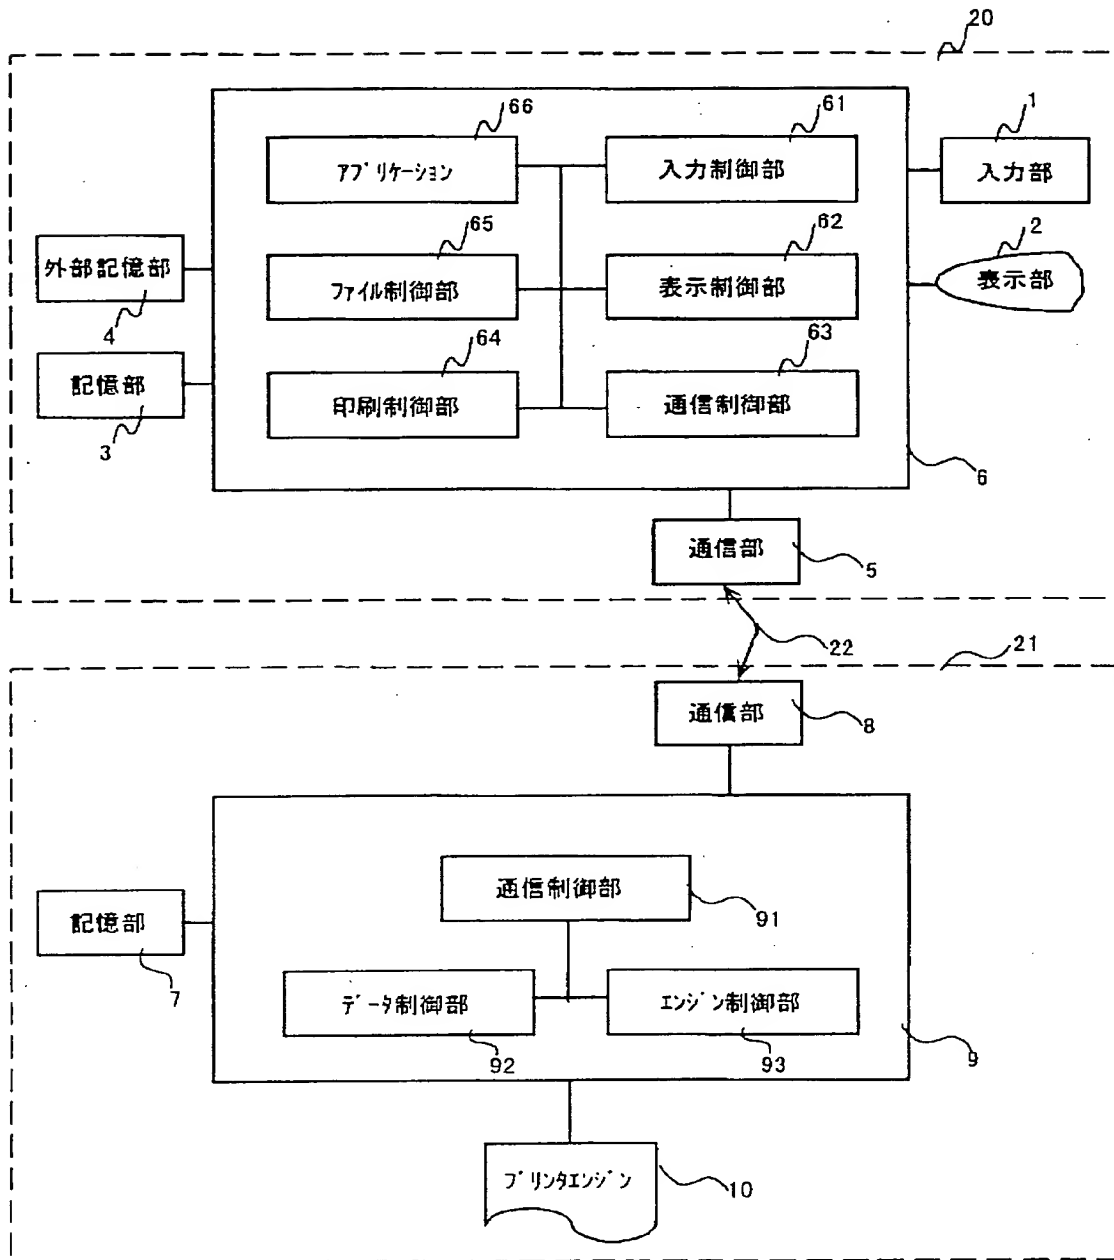 20
66
61
1
アプリケーション
入力制御部
入力部
65
62
2
外部記憶部
ファイル制御部
表示制御部
表示部
4
64
63
記憶部
印刷制御部
通信制御部
3
6
通信部
5
22
21
通信部
8
通信制御部
91
記憶部
7
データ制御部
エンジン制御部
92
93
9
プリンタエンジン
10